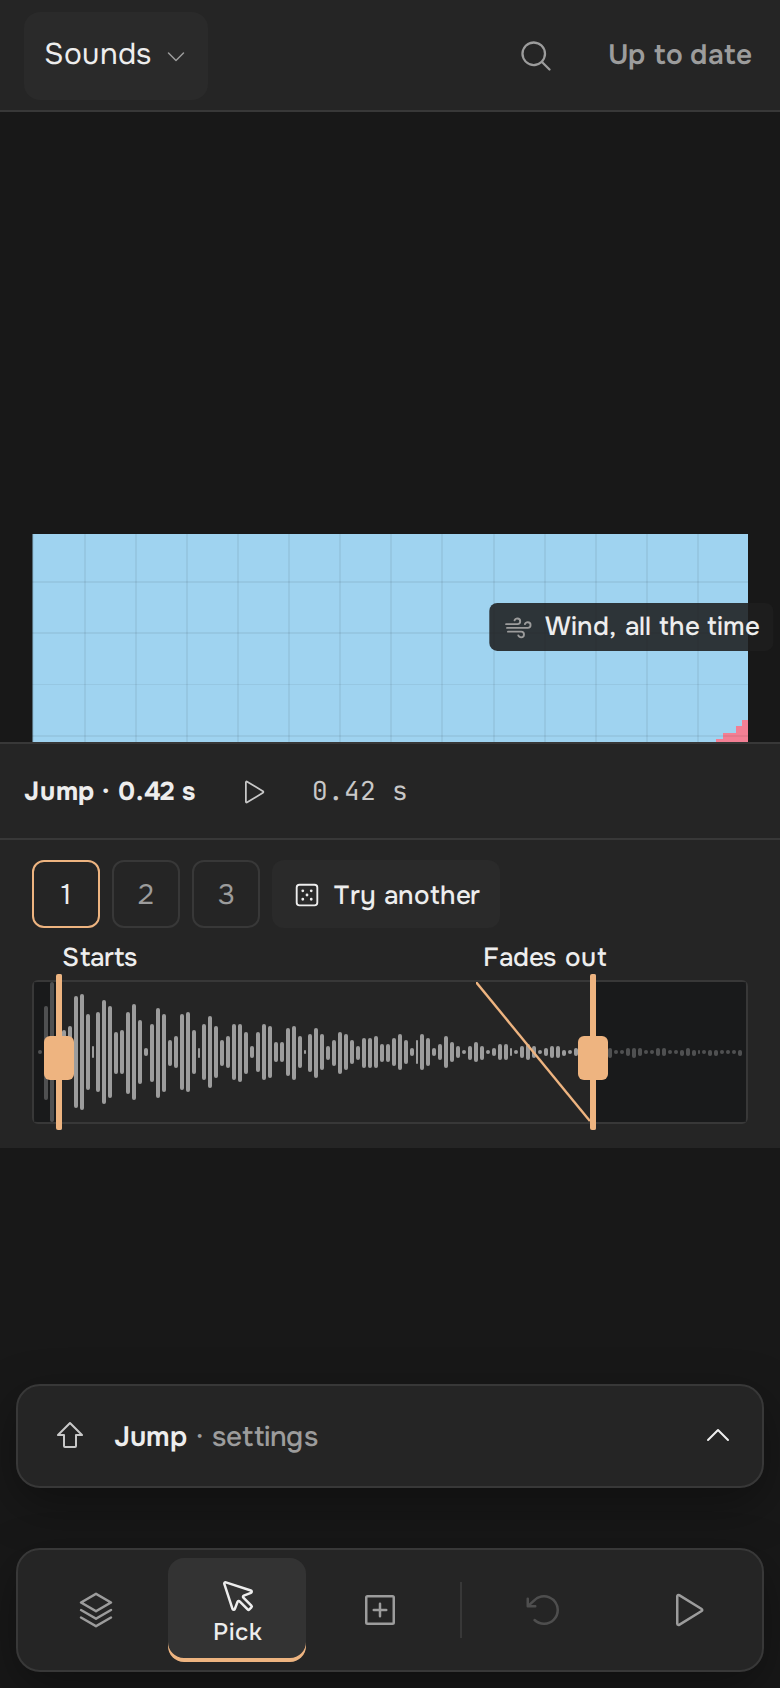 Sounds
Up to date
Wind, all the time
Jump · 0.42 s
0.42 s
1
2
3
Try another
Starts
Fades out
Jump · settings
Pick